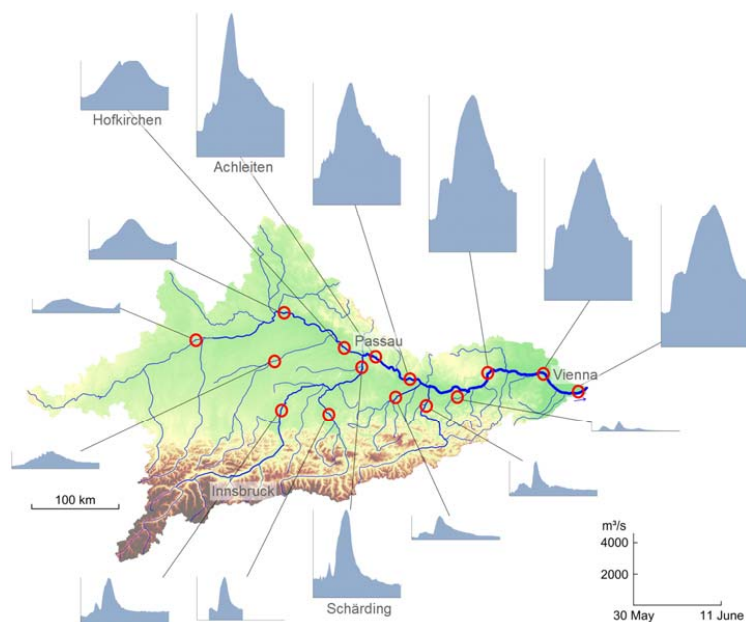 Hofkirchen
Achleiten
Passau
Vienna
Innsbruck
100 km
Schärding
m³/s
4000
2000
30 May
11 June